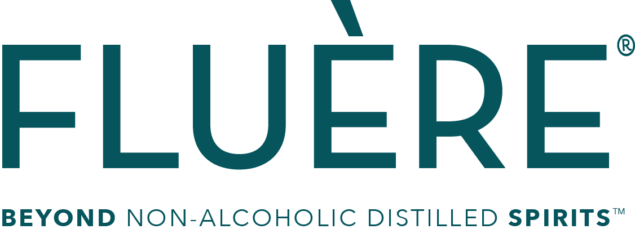 FLUÈRE®
BEYOND NON-ALCOHOLIC DISTILLED SPIRITS™